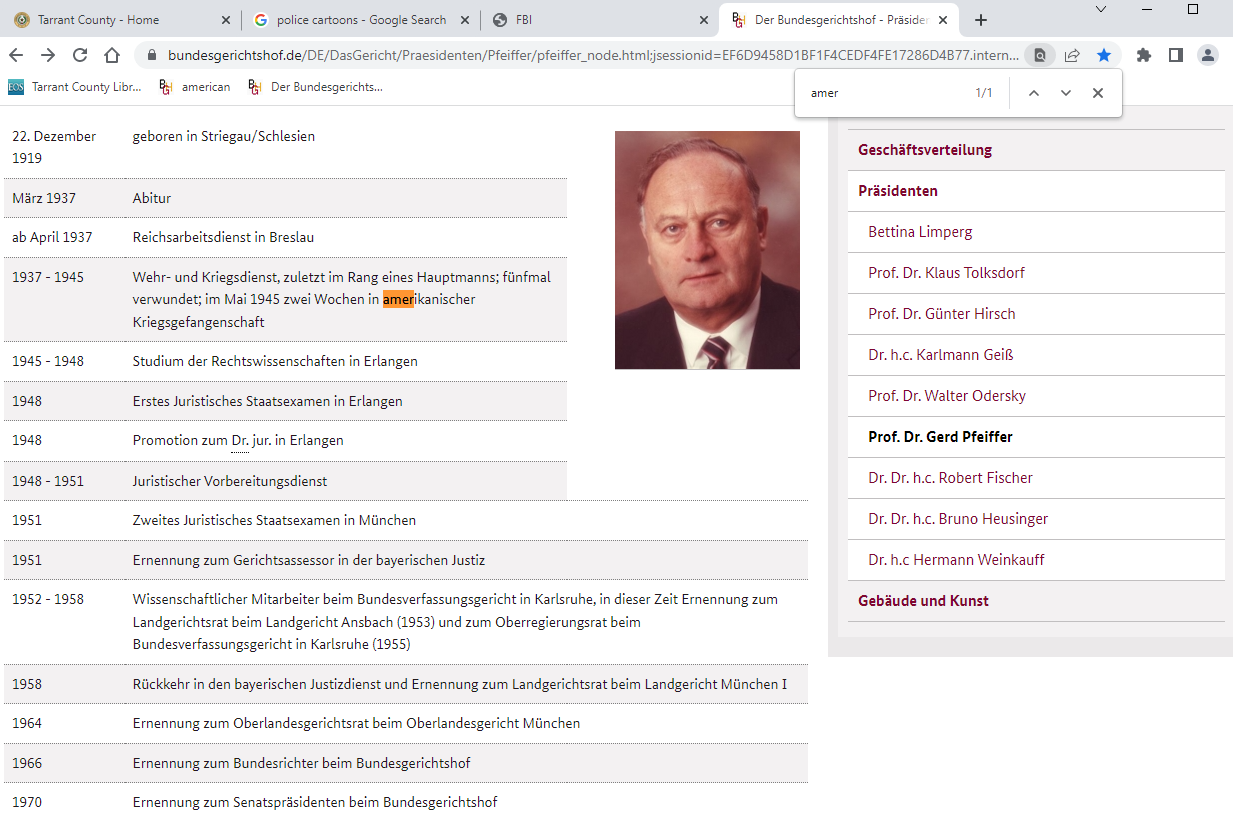 Tarrant County - Home
police cartoons - Google Search
FBI
Der Bundesgerichtshof - Präsiden
bundesgerichtshof.de/DE/DasGericht/Praesidenten/Pfeiffer/pfeiffer_node.html;jsessionid=EF6D9458D1BF1F4CEDF4FE17286D4B77.intern...
EOS Tarrant County Libr...
american
Der Bundesgerichts...
amer 1/1
22. Dezember
1919
geboren in Striegau/Schlesien
März 1937 Abitur
ab April 1937 Reichsarbeitsdienst in Breslau
1937 - 1945 Wehr- und Kriegsdienst, zuletzt im Rang eines Hauptmanns; fünfmal
verwundet; im Mai 1945 zwei Wochen in amerikanischer
Kriegsgefangenschaft
1945 - 1948 Studium der Rechtswissenschaften in Erlangen
1948 Erstes Juristisches Staatsexamen in Erlangen
1948 Promotion zum Dr. jur. in Erlangen
1948 - 1951 Juristischer Vorbereitungsdienst
1951 Zweites Juristisches Staatsexamen in München
1951 Ernennung zum Gerichtsassessor in der bayerischen Justiz
1952 - 1958 Wissenschaftlicher Mitarbeiter beim Bundesverfassungsgericht in Karlsruhe, in dieser Zeit Ernennung zum
Landgerichtsrat beim Landgericht Ansbach (1953) und zum Oberregierungsrat beim
Bundesverfassungsgericht in Karlsruhe (1955)
1958 Rückkehr in den bayerischen Justizdienst und Ernennung zum Landgerichtsrat beim Landgericht München I
1964 Ernennung zum Oberlandesgerichtsrat beim Oberlandesgericht München
1966 Ernennung zum Bundesrichter beim Bundesgerichtshof
1970 Ernennung zum Senatspräsidenten beim Bundesgerichtshof
Geschäftsverteilung
Präsidenten
Bettina Limperg
Prof. Dr. Klaus Tolksdorf
Prof. Dr. Günter Hirsch
Dr. h.c. Karlmann Geiß
Prof. Dr. Walter Odersky
Prof. Dr. Gerd Pfeiffer
Dr. Dr. h.c. Robert Fischer
Dr. Dr. h.c. Bruno Heusinger
Dr. h.c Hermann Weinkauff
Gebäude und Kunst